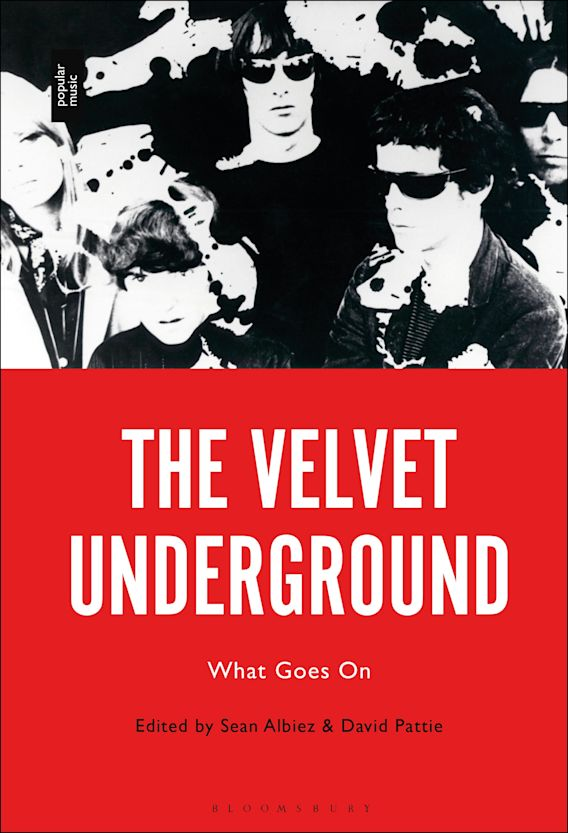 popular
music
THE VELVET
UNDERGROUND
What Goes On
Edited by Sean Albiez & David Pattie
BLOOMSBURY